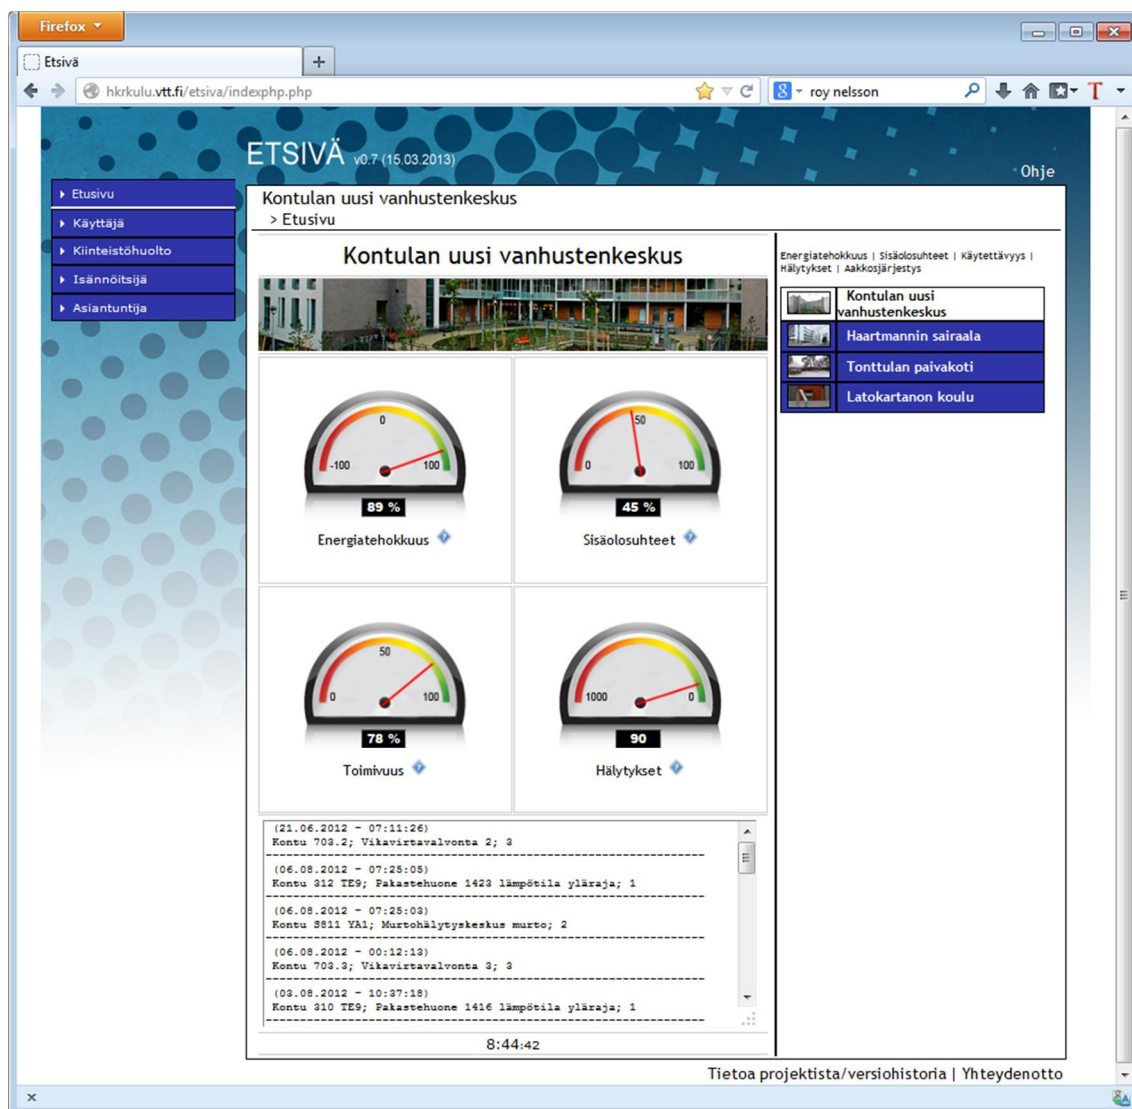 Firefox
Etsivä
+
hkrkulu.vtt.fi/etsiva/indexphp.php
8 roy nelsson
T
ETSIVÄ v0.7 (15.03.2013)
Ohje
Etusivu
Käyttäjä
Kiinteistöhuolto
Isännöitsijä
Asiantuntija
Kontulan uusi vanhustenkeskus
> Etusivu
Kontulan uusi vanhustenkeskus
0
-100
100
89 %
Energiatehokkuus ?
50
0
100
45 %
Sisäolosuhteet ?
50
0
100
78 %
Toimivuus ?
1000
0
90
Hälytykset ?
(21.06.2012 - 07:11:26)
Kontu 703.2; Vikavirtavalvonta 2; 3
(06.08.2012 - 07:25:05)
Kontu 312 TE9; Pakastehuone 1423 lämpötila yläraja; 1
(06.08.2012 - 07:25:03)
Kontu S811 YA1; Murtohälytyskeskus murto; 2
(06.08.2012 - 00:12:13)
Kontu 703.3; Vikavirtavalvonta 3; 3
(03.08.2012 - 10:37:18)
Kontu 310 TE9; Pakastehuone 1416 lämpötila yläraja; 1
8:44:42
Energiatehokkuus | Sisäolosuhteet | Käytettävyys |
Hälytykset | Aakkosjärjestys
Kontulan uusi
vanhustenkeskus
Haartmannin sairaala
Tonttulan paivakoti
Latokartanon koulu
Tietoa projektista/versiohistoria | Yhteydenotto
x